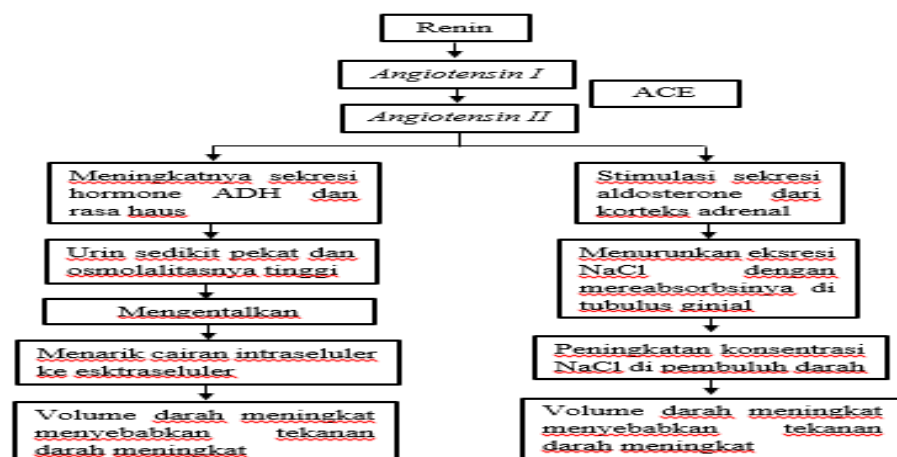 Renin
Angiotensin I
ACE
Angiotensin II
Meningkatnya sekresi
hormone ADH dan
rasa haus
Urin sedikit pekat dan
osmolalitasnya tinggi
Mengentalkan
Menarik cairan intraseluler
ke esktraseluler
Volume darah meningkat
menyebabkan tekanan
darah meningkat
Stimulasi sekresi
aldosterone dari
korteks adrenal
Menurunkan eksresi
NaCl dengan
mereabsorbsinya di
tubulus ginjal
Peningkatan konsentrasi
NaCl di pembuluh darah
Volume darah meningkat
menyebabkan tekanan
darah meningkat